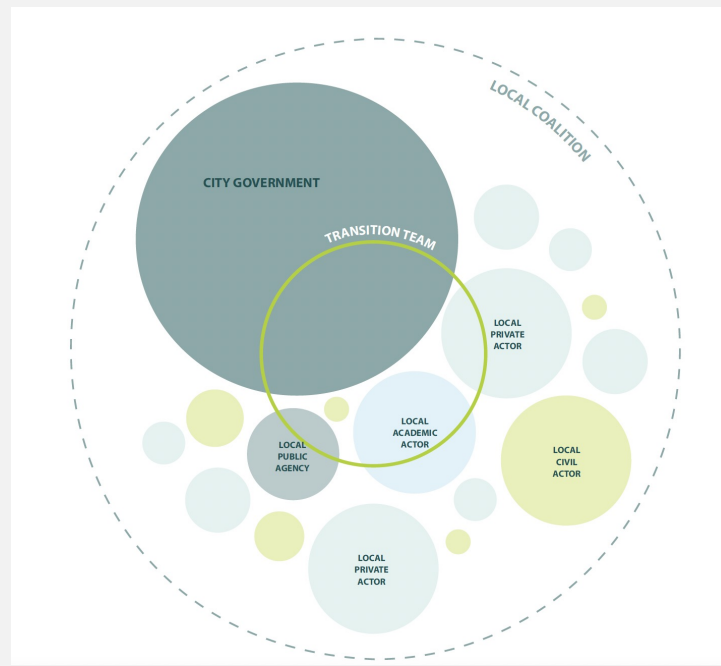 LOCAL COALITION
CITY GOVERNMENT
TRANSITION TEAM
LOCAL
PRIVATE
ACTOR
LOCAL
ACADEMIC
ACTOR
LOCAL
PUBLIC
AGENCY
LOCAL
CIVIL
ACTOR
LOCAL
PRIVATE
ACTOR